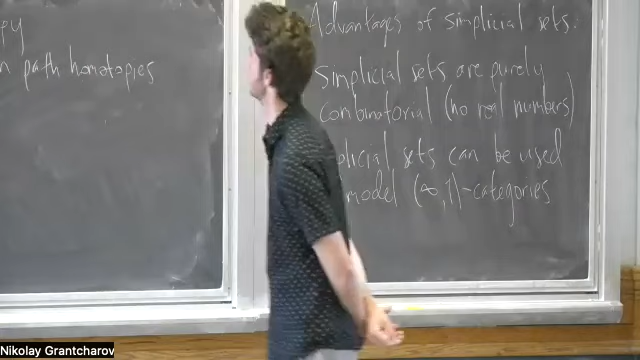 py
n path homotopies
Advantages of simplicial sets.
Simplicial sets are purely
combinatorial (no real numbers)
plicial sets can be used
model (∞,1)-categories
Nikolay Grantcharov